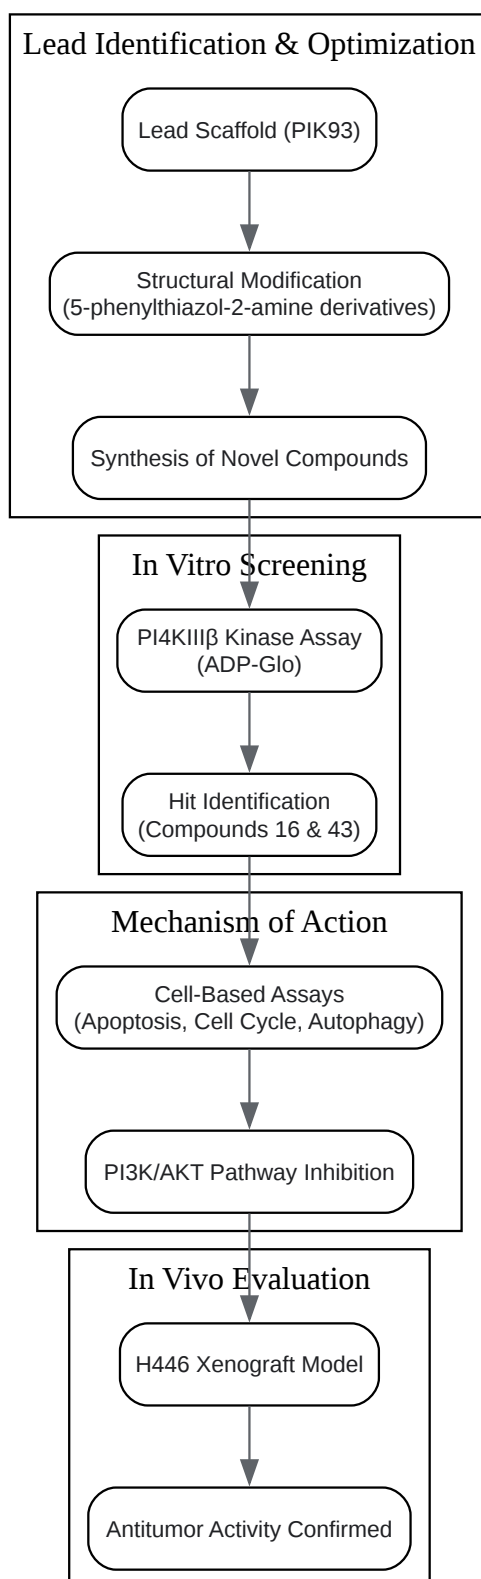 Lead Identification & Optimization
Lead Scaffold (PIK93)
Structural Modification
(5-phenylthiazol-2-amine derivatives)
Synthesis of Novel Compounds
In Vitro Screening
PI4KIIIβ Kinase Assay
(ADP-Glo)
Hit Identification
(Compounds 16 & 43)
Mechanism of Action
Cell-Based Assays
(Apoptosis, Cell Cycle, Autophagy)
PI3K/AKT Pathway Inhibition
In Vivo Evaluation
H446 Xenograft Model
Antitumor Activity Confirmed